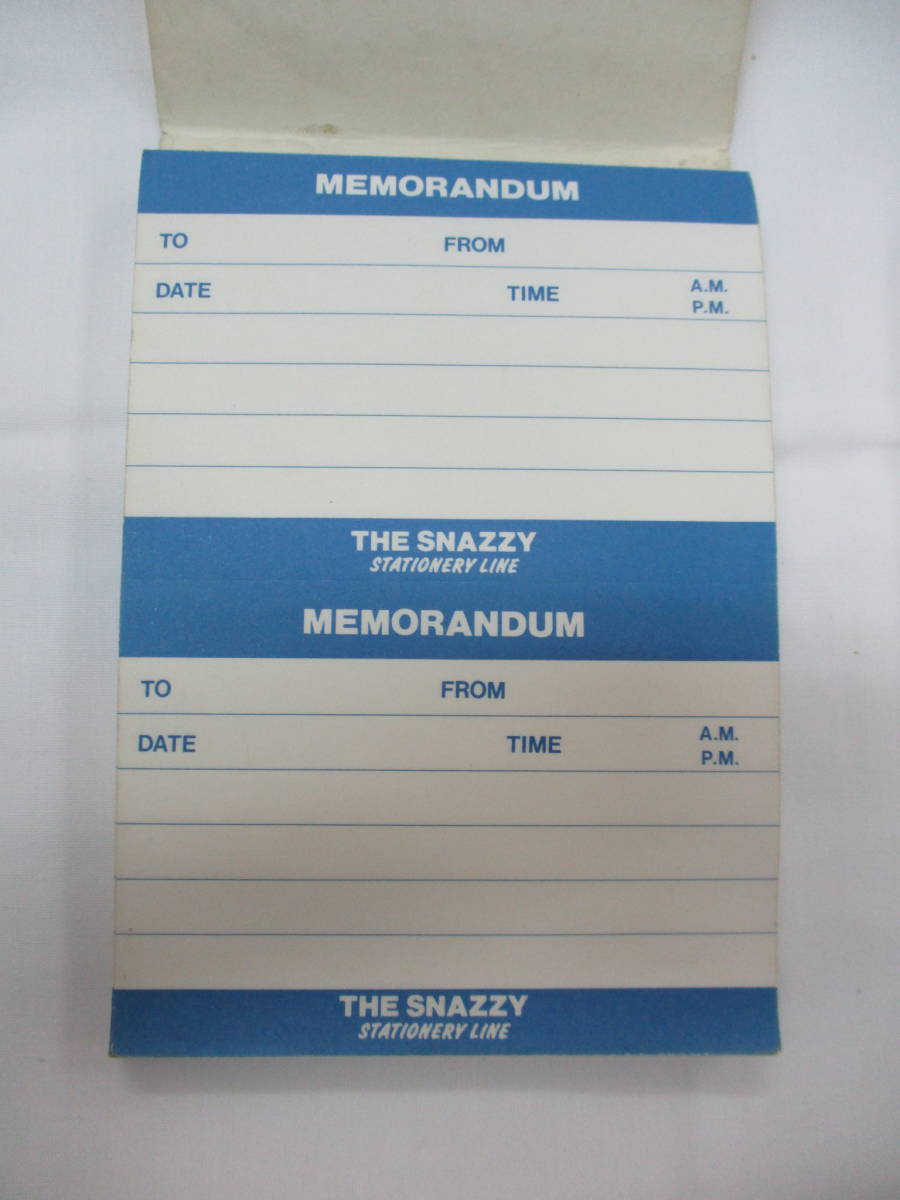 MEMORANDUM
TO FROM
DATE TIME A.M.
P.M.
THE SNAZZY
STATIONERY LINE
MEMORANDUM
TO FROM
DATE TIME A.M.
P.M.
THE SNAZZY
STATIONERY LINE